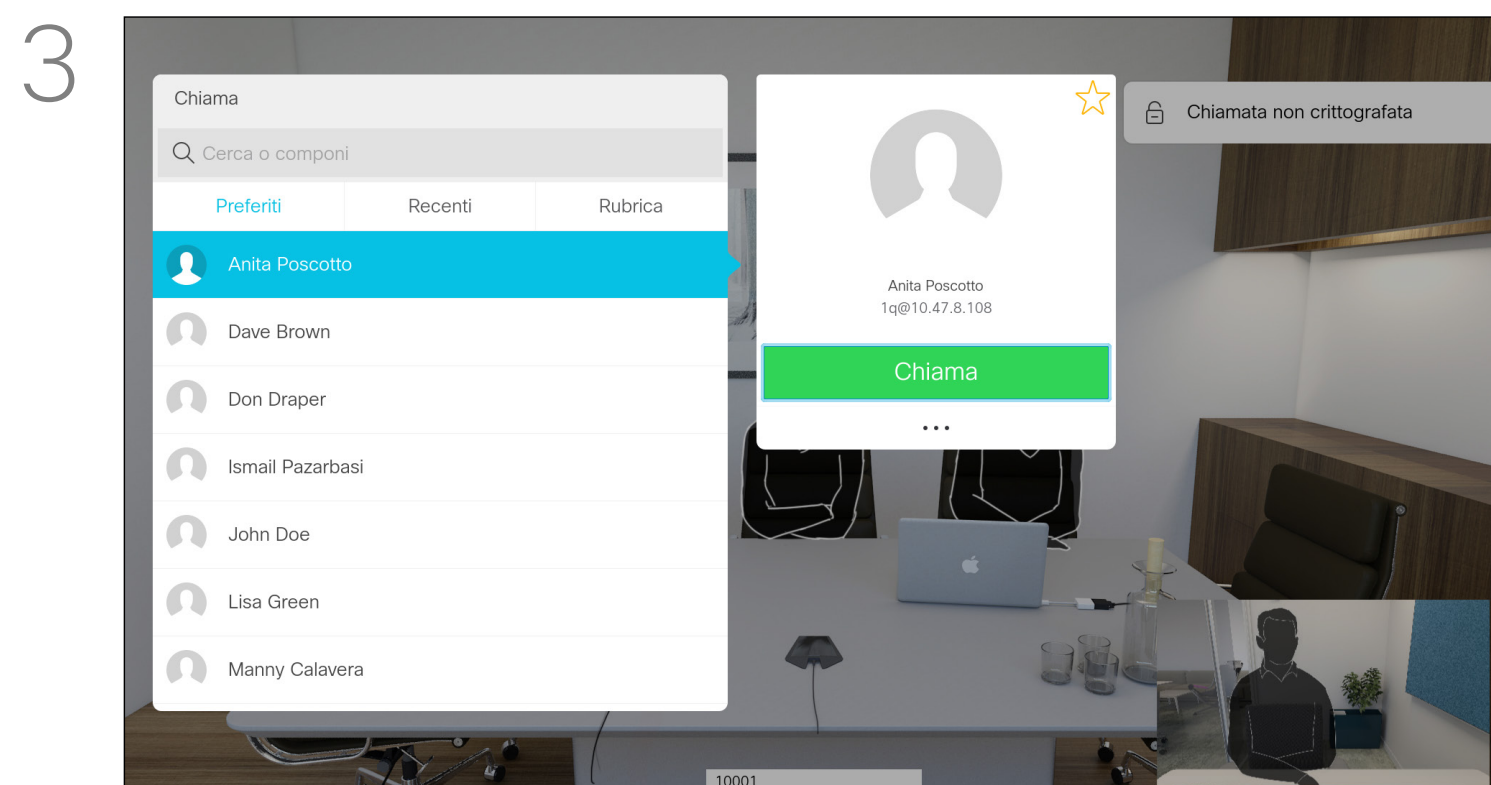 3
Chiama
Cerca o componi
Preferiti Recenti Rubrica
Anita Poscotto
Dave Brown
Don Draper
Ismail Pazarbasi
John Doe
Lisa Green
Manny Calavera
Anita Poscotto
1q@10.47.8.108
Chiama
...
Chiamata non crittografata
10001